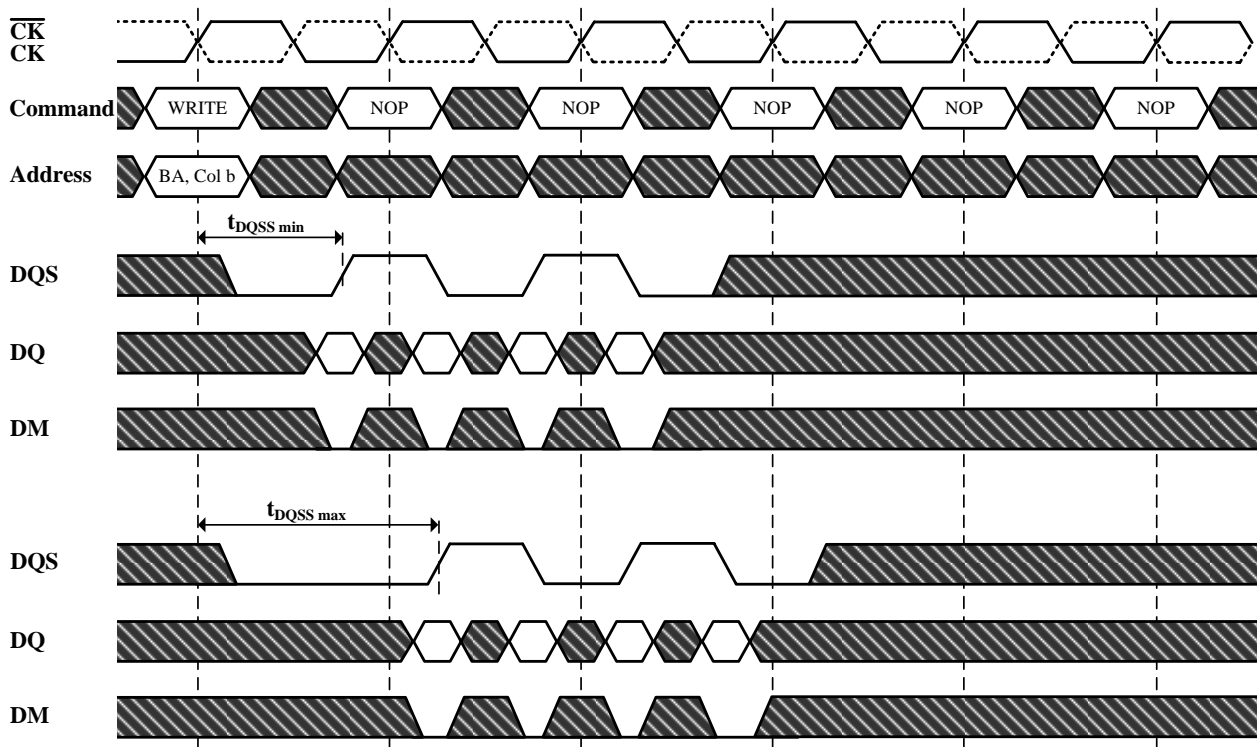 C̅K̅
CK
Command WRITE NOP NOP NOP NOP NOP
Address BA, Col b
tDQSS min
DQS
DQ
DM
tDQSS max
DQS
DQ
DM